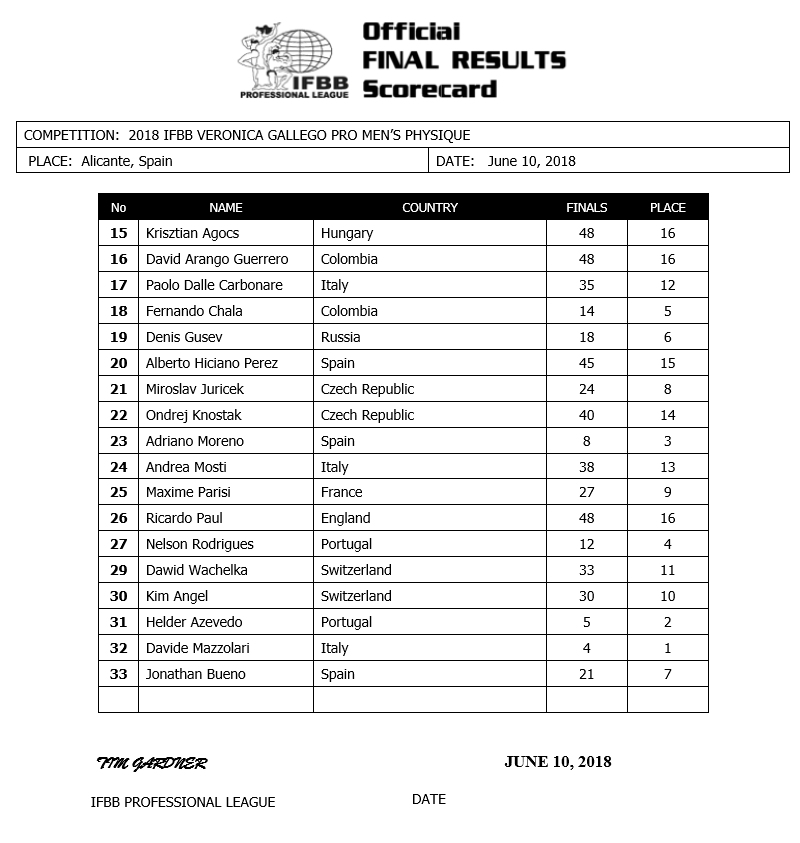 Official
FINAL RESULTS
Scorecard
IFBB
PROFESSIONAL LEAGUE
COMPETITION: 2018 IFBB VERONICA GALLEGO PRO MEN'S PHYSIQUE
PLACE: Alicante, Spain DATE: June 10, 2018
No NAME COUNTRY FINALS PLACE
15 Krisztian Agocs Hungary 48 16
16 David Arango Guerrero Colombia 48 16
17 Paolo Dalle Carbonare Italy 35 12
18 Fernando Chala Colombia 14 5
19 Denis Gusev Russia 18 6
20 Alberto Hiciano Perez Spain 45 15
21 Miroslav Juricek Czech Republic 24 8
22 Ondrej Knostak Czech Republic 40 14
23 Adriano Moreno Spain 8 3
24 Andrea Mosti Italy 38 13
25 Maxime Parisi France 27 9
26 Ricardo Paul England 48 16
27 Nelson Rodrigues Portugal 12 4
29 Dawid Wachelka Switzerland 33 11
30 Kim Angel Switzerland 30 10
31 Helder Azevedo Portugal 5 2
32 Davide Mazzolari Italy 4 1
33 Jonathan Bueno Spain 21 7
TIM GARDNER JUNE 10, 2018
IFBB PROFESSIONAL LEAGUE DATE